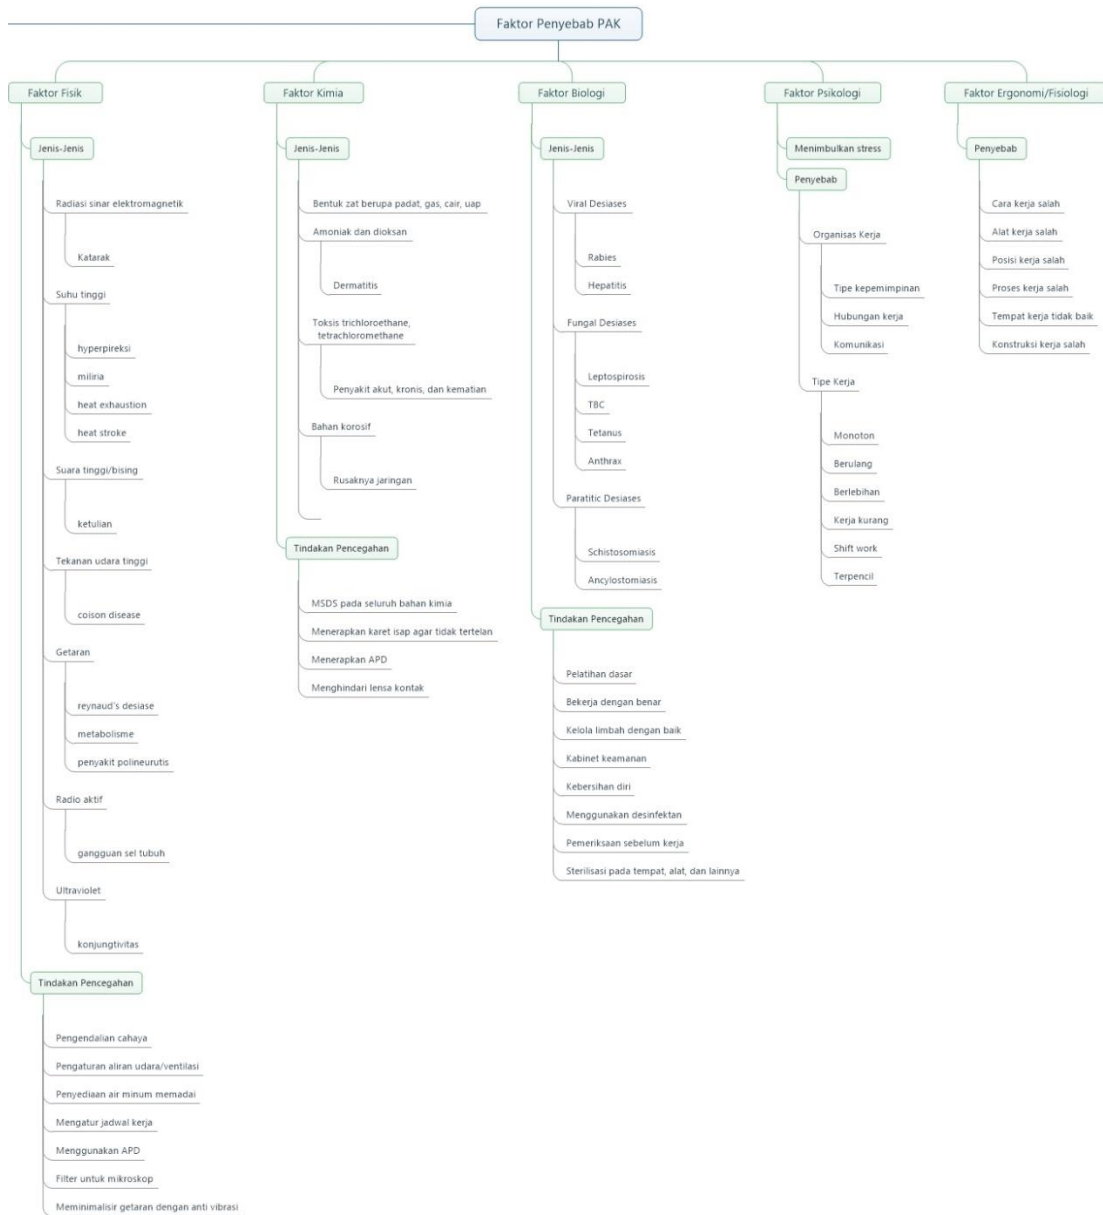 Faktor Penyebab PAK
Faktor Fisik
Jenis-Jenis
Radiasi sinar elektromagnetik
Katarak
Suhu tinggi
hyperpireksi
miliria
heat exhaustion
heat stroke
Suara tinggi/bising
ketulian
Tekanan udara tinggi
coison disease
Getaran
reynaud's desiase
metabolisme
penyakit polineurutis
Radio aktif
gangguan sel tubuh
Ultraviolet
konjungtivitas
Tindakan Pencegahan
Pengendalian cahaya
Pengaturan aliran udara/ventilasi
Penyediaan air minum memadai
Mengatur jadwal kerja
Menggunakan APD
Filter untuk mikroskop
Meminimalisir getaran dengan anti vibrasi
Faktor Kimia
Jenis-Jenis
Bentuk zat berupa padat, gas, cair, uap
Amoniak dan dioksan
Dermatitis
Toksis trichloroethane,
tetrachloromethane
Penyakit akut, kronis, dan kematian
Bahan korosif
Rusaknya jaringan
Tindakan Pencegahan
MSDS pada seluruh bahan kimia
Menerapkan karet isap agar tidak tertelan
Menerapkan APD
Menghindari lensa kontak
Faktor Biologi
Jenis-Jenis
Viral Desiases
Rabies
Hepatitis
Fungal Desiases
Leptospirosis
TBC
Tetanus
Anthrax
Paratitic Desiases
Schistosomiasis
Ancylostomiasis
Tindakan Pencegahan
Pelatihan dasar
Bekerja dengan benar
Kelola limbah dengan baik
Kabinet keamanan
Kebersihan diri
Menggunakan desinfektan
Pemeriksaan sebelum kerja
Sterilisasi pada tempat, alat, dan lainnya
Faktor Psikologi
Menimbulkan stress
Penyebab
Organisas Kerja
Tipe kepemimpinan
Hubungan kerja
Komunikasi
Tipe Kerja
Monoton
Berulang
Berlebihan
Kerja kurang
Shift work
Terpencil
Faktor Ergonomi/Fisiologi
Penyebab
Cara kerja salah
Alat kerja salah
Posisi kerja salah
Proses kerja salah
Tempat kerja tidak baik
Konstruksi kerja salah